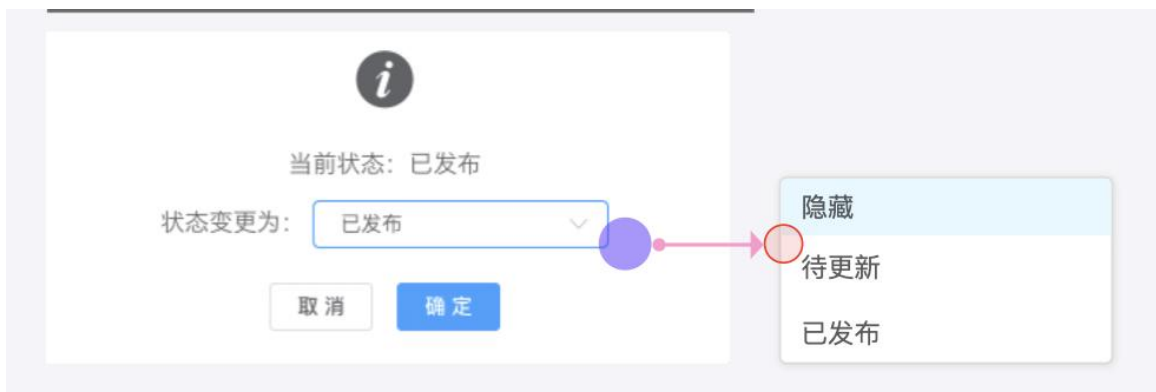 i
当前状态：已发布
状态变更为： 已发布
取 消 确 定
隐藏
待更新
已发布